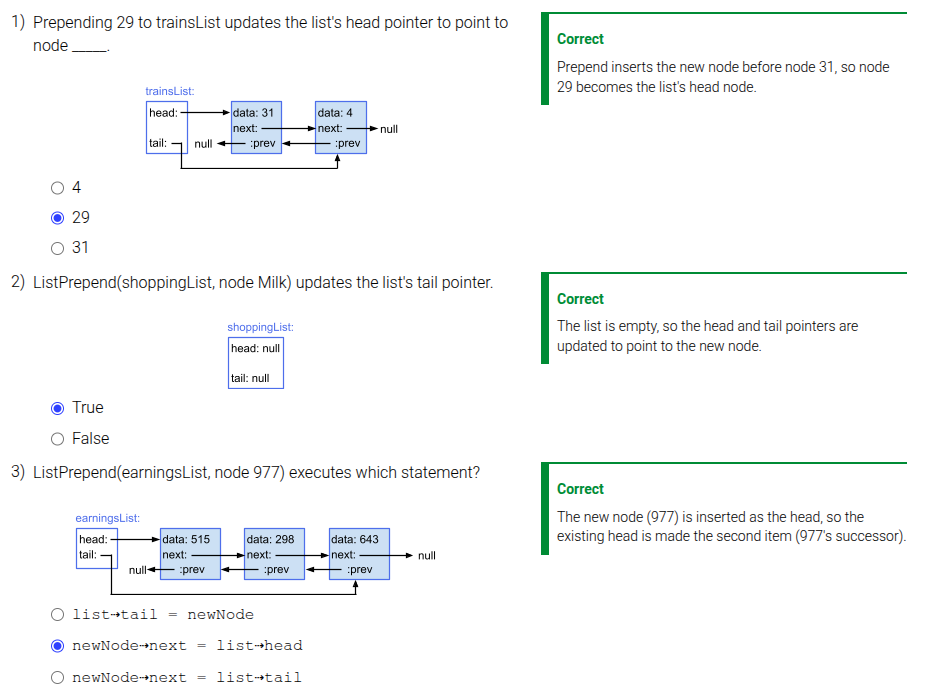 1) Prepending 29 to trainsList updates the list's head pointer to point to
node _____.
trainsList:
head:
data: 31
data: 4
next:
next:
null
tail:
null
:prev
:prev
4
29
31
Correct
Prepend inserts the new node before node 31, so node
29 becomes the list's head node.
2) ListPrepend(shoppingList, node Milk) updates the list's tail pointer.
shoppingList:
head: null
tail: null
True
False
Correct
The list is empty, so the head and tail pointers are
updated to point to the new node.
3) ListPrepend(earningsList, node 977) executes which statement?
earningsList:
head:
data: 515
data: 298
data: 643
tail:
next:
next:
next:
null
null
:prev
:prev
:prev
list→tail = newNode
newNode→next = list→head
newNode→next = list→tail
Correct
The new node (977) is inserted as the head, so the
existing head is made the second item (977's successor).